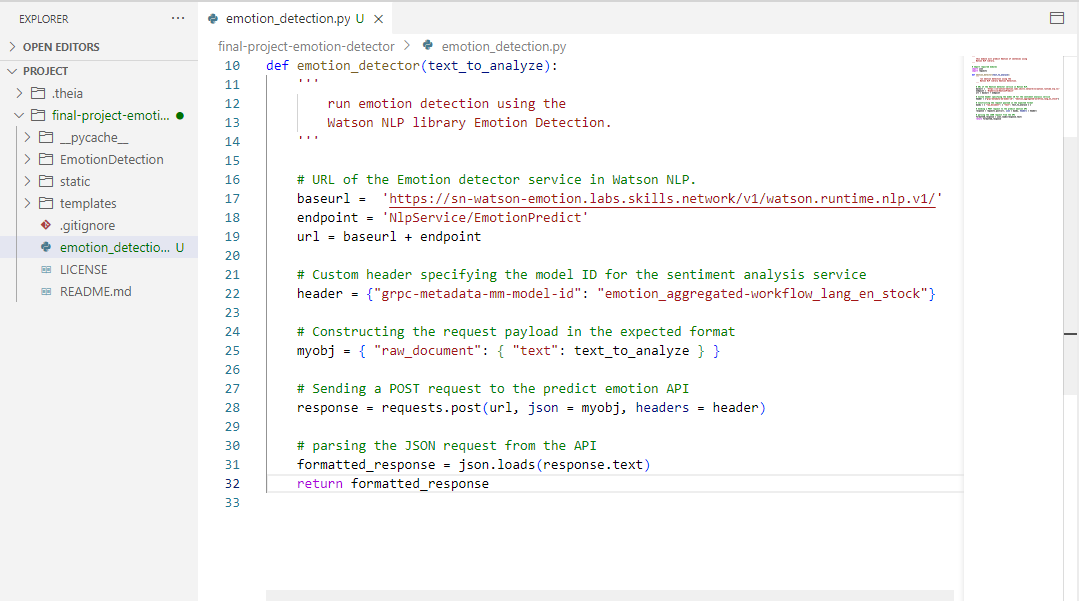 EXPLORER
...
emotion_detection.py U
OPEN EDITORS
PROJECT
.theia
final-project-emoti...
__pycache__
EmotionDetection
static
templates
.gitignore
emotion_detectio... U
LICENSE
README.md
final-project-emotion-detector > emotion_detection.py
10 def emotion_detector(text_to_analyze):
11 '''
12 run emotion detection using the
13 Watson NLP library Emotion Detection.
14 '''
15
16 # URL of the Emotion detector service in Watson NLP.
17 baseurl = 'https://sn-watson-emotion.labs.skills.network/v1/watson.runtime.nlp.v1/'
18 endpoint = 'NlpService/EmotionPredict'
19 url = baseurl + endpoint
20
21 # Custom header specifying the model ID for the sentiment analysis service
22 header = {"grpc-metadata-mm-model-id": "emotion_aggregated-workflow_lang_en_stock"}
23
24 # Constructing the request payload in the expected format
25 myobj = { "raw_document": { "text": text_to_analyze } }
26
27 # Sending a POST request to the predict emotion API
28 response = requests.post(url, json = myobj, headers = header)
29
30 # parsing the JSON request from the API
31 formatted_response = json.loads(response.text)
32 return formatted_response
33